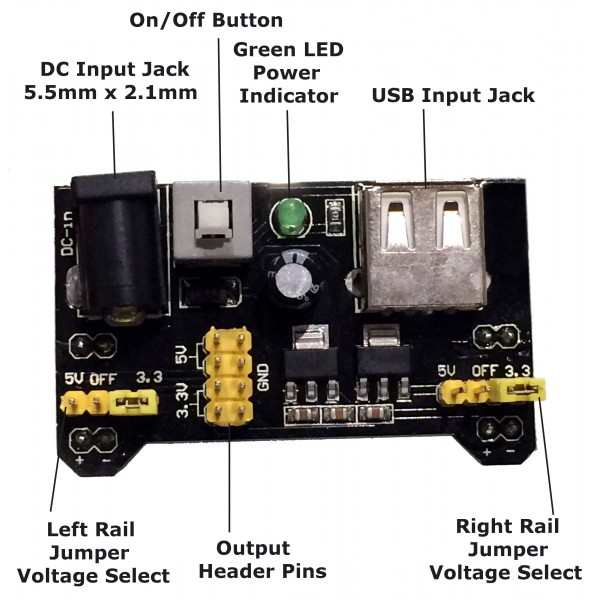 On/Off Button
Green LED
Power
Indicator
DC Input Jack
5.5mm x 2.1mm
USB Input Jack
DC-in
5V
GND
3.3V
5V OFF 3.3
5V OFF 3.3
+ -
+ -
Left Rail
Jumper
Voltage Select
Output
Header Pins
Right Rail
Jumper
Voltage Select